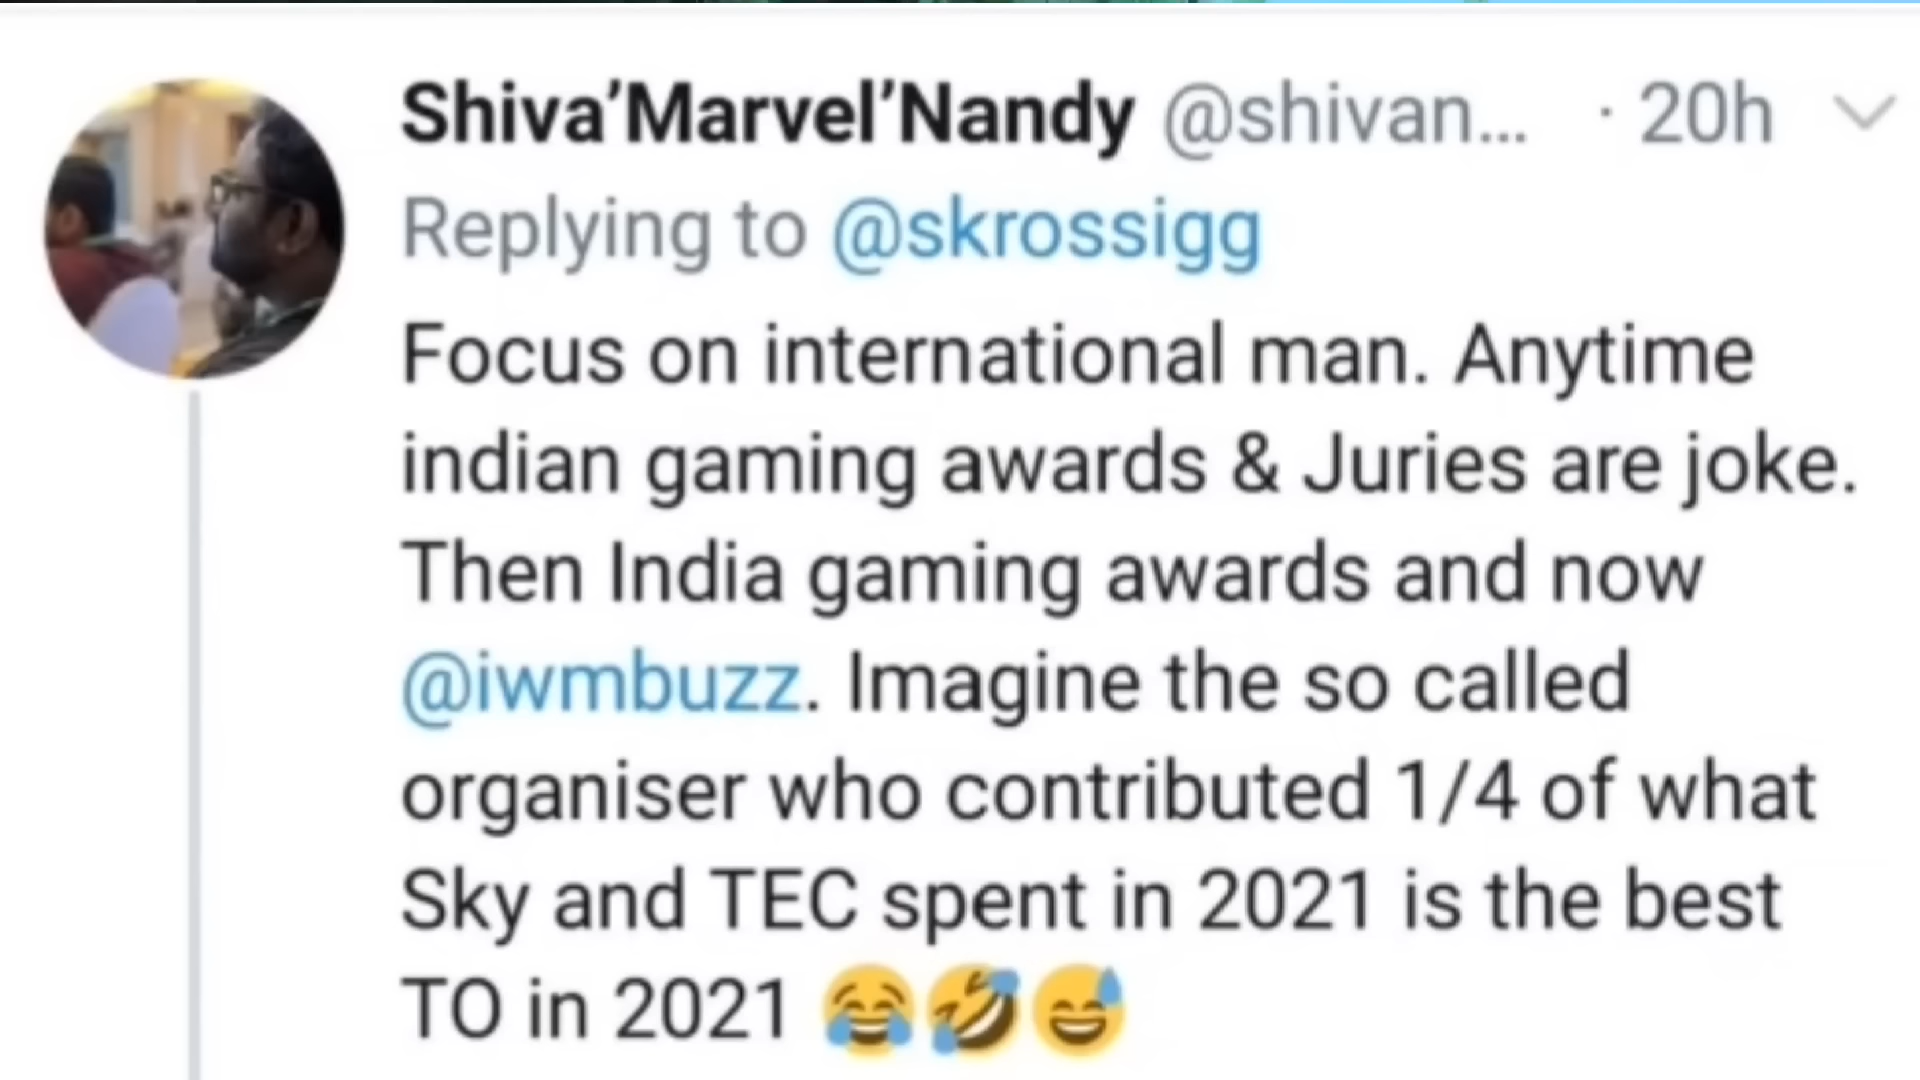 Shiva'Marvel'Nandy @shivan... · 20h
Replying to @skrossigg
Focus on international man. Anytime
indian gaming awards & Juries are joke.
Then India gaming awards and now
@iwmbuzz. Imagine the so called
organiser who contributed 1/4 of what
Sky and TEC spent in 2021 is the best
TO in 2021 😂🤣😅